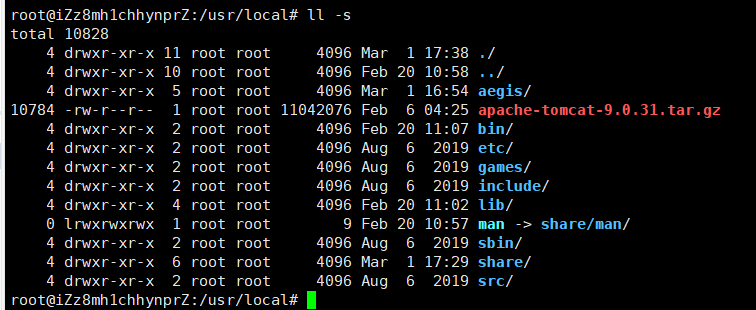 root@iZz8mh1chhynprZ:/usr/local# ll -s
total 10828
    4 drwxr-xr-x 11 root root     4096 Mar  1 17:38 ./
    4 drwxr-xr-x 10 root root     4096 Feb 20 10:58 ../
    4 drwxr-xr-x  5 root root     4096 Mar  1 16:54 aegis/
10784 -rw-r--r--  1 root root 11042076 Feb  6 04:25 apache-tomcat-9.0.31.tar.gz
    4 drwxr-xr-x  2 root root     4096 Feb 20 11:07 bin/
    4 drwxr-xr-x  2 root root     4096 Aug  6  2019 etc/
    4 drwxr-xr-x  2 root root     4096 Aug  6  2019 games/
    4 drwxr-xr-x  2 root root     4096 Aug  6  2019 include/
    4 drwxr-xr-x  4 root root     4096 Feb 20 11:02 lib/
    0 lrwxrwxrwx  1 root root        9 Feb 20 10:57 man -> share/man/
    4 drwxr-xr-x  2 root root     4096 Aug  6  2019 sbin/
    4 drwxr-xr-x  6 root root     4096 Mar  1 17:29 share/
    4 drwxr-xr-x  2 root root     4096 Aug  6  2019 src/
root@iZz8mh1chhynprZ:/usr/local#